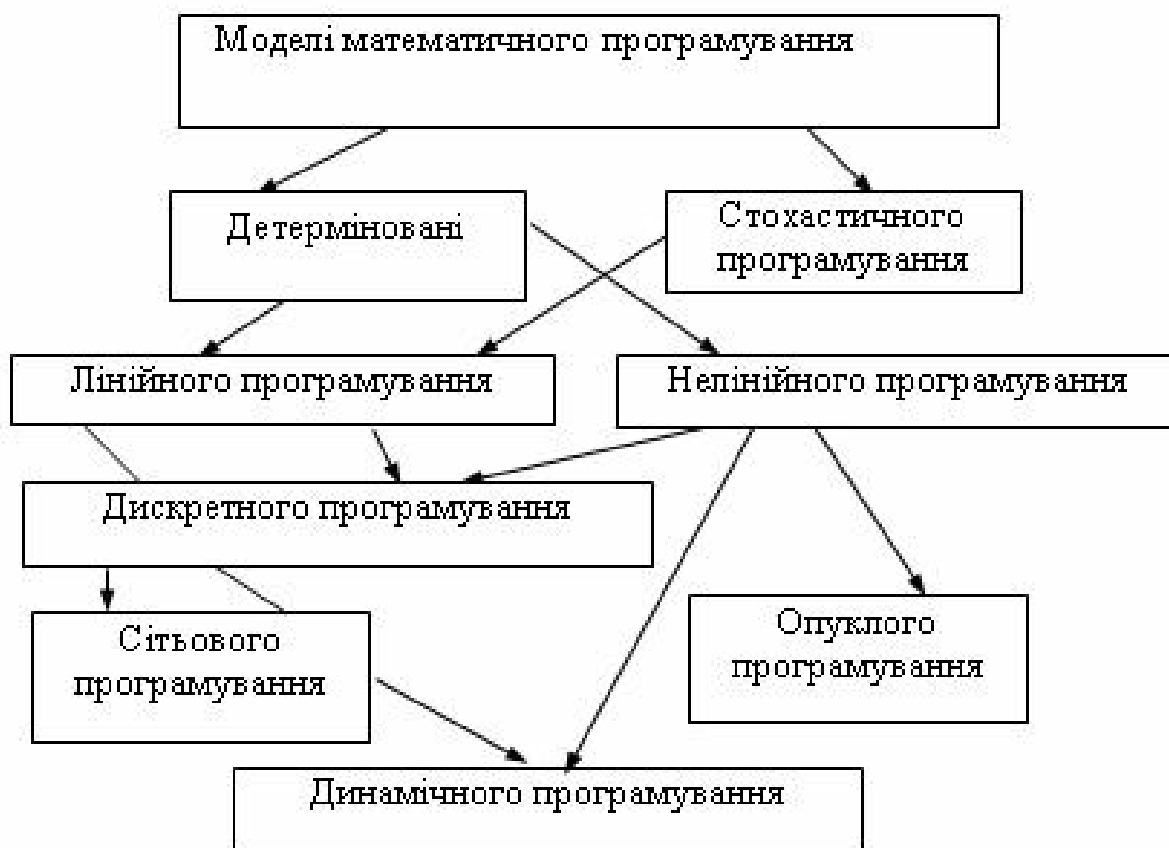 Моделі математичного програмування
Детерміновані
Стохастичного
програмування
Лінійного програмування
Нелінійного програмування
Дискретного програмування
Сітьового
програмування
Опуклого
програмування
Динамічного програмування